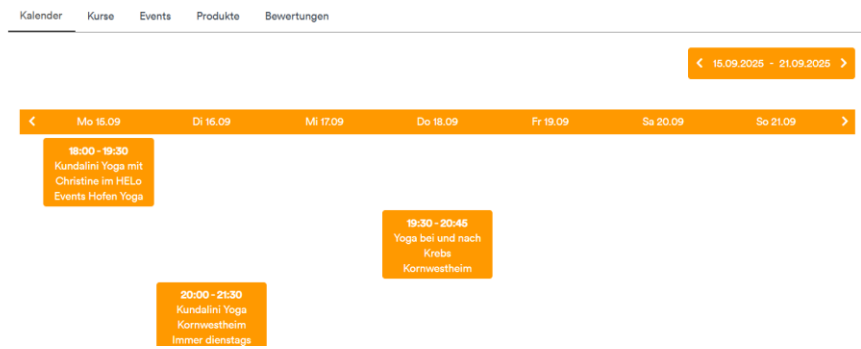 Kalender Kurse Events Produkte Bewertungen
15.09.2025 - 21.09.2025
Mo 15.09 Di 16.09 Mi 17.09 Do 18.09 Fr 19.09 Sa 20.09 So 21.09
18:00 - 19:30
Kundalini Yoga mit
Christine im HELo
Events Hofen Yoga
19:30 - 20:45
Yoga bei und nach
Krebs
Kornwestheim
20:00 - 21:30
Kundalini Yoga
Kornwestheim
Immer dienstags